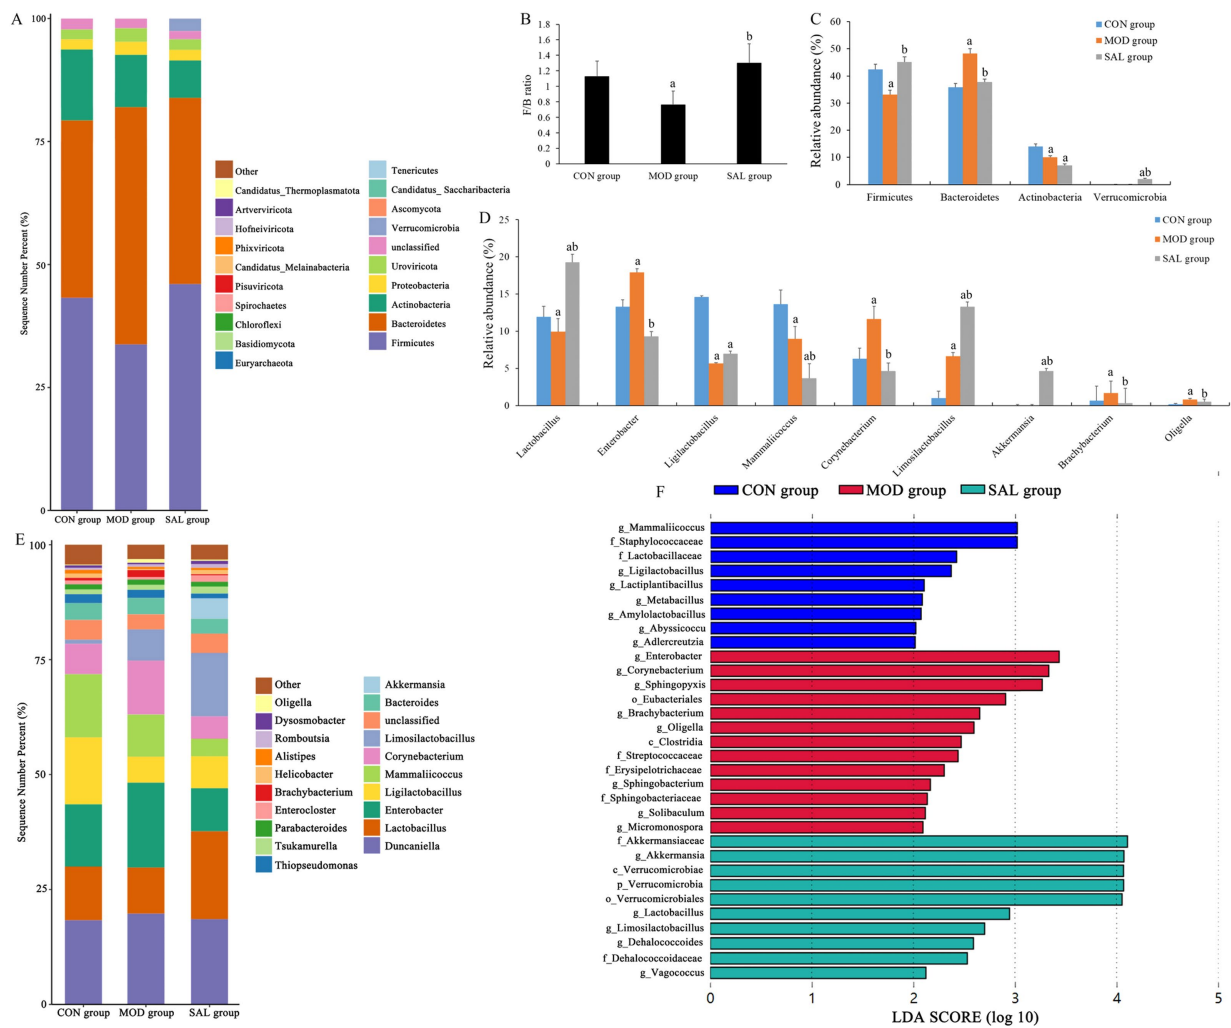 A
100
75
50
25
0
Sequence Number Percent (%)
CON group
MOD group
SAL group
Other
Candidatus_Thermoplasmatota
Artverviricota
Hofneiviricota
Phixviricota
Candidatus_Melainabacteria
Pisuviricota
Spirochaetes
Chloroflexi
Basidiomycota
Euryarchaeota
Tenericutes
Candidatus_ Saccharibacteria
Ascomycota
Verrucomicrobia
unclassified
Uroviricota
Proteobacteria
Actinobacteria
Bacteroidetes
Firmicutes
B
1.8
1.6
1.4
1.2
1
0.8
0.6
0.4
0.2
0
F/B ratio
a
b
CON group
MOD group
SAL group
C
60
50
40
30
20
10
0
Relative abundance (%)
CON group
MOD group
SAL group
a
b
a
b
a
a
ab
Firmicutes
Bacteroidetes
Actinobacteria
Verrucomicrobia
D
25
20
15
10
5
0
Relative abundance (%)
CON group
MOD group
SAL group
a
ab
a
b
a
a
a
ab
a
b
a
ab
ab
a
b
a
b
Lactobacillus
Enterobacter
Ligilactobacillus
Mammaliicoccus
Corynebacterium
Limosilactobacillus
Akkermansia
Brachybacterium
Oligella
E
100
75
50
25
0
Sequence Number Percent (%)
CON group
MOD group
SAL group
Other
Oligella
Dysosmobacter
Romboutsia
Alistipes
Helicobacter
Brachybacterium
Enterocloster
Parabacteroides
Tsukamurella
Thiopseudomonas
Akkermansia
Bacteroides
unclassified
Limosilactobacillus
Corynebacterium
Mammaliicoccus
Ligilactobacillus
Enterobacter
Lactobacillus
Duncaniella
F
CON group
MOD group
SAL group
g_Mammaliicoccus
f_Staphylococcaceae
f_Lactobacillaceae
g_Ligilactobacillus
g_Lactiplantibacillus
g_Metabacillus
g_Amylolactobacillus
g_Abyssicoccu
g_Adlercreutzia
g_Enterobacter
g_Corynebacterium
g_Sphingopyxis
o_Eubacteriales
g_Brachybacterium
g_Oligella
c_Clostridia
f_Streptococcaceae
f_Erysipelotrichaceae
g_Sphingobacterium
f_Sphingobacteriaceae
g_Solibaculum
g_Micromonospora
f_Akkermansiaceae
g_Akkermansia
c_Verrucomicrobiae
p_Verrucomicrobia
o_Verrucomicrobiales
g_Lactobacillus
g_Limosilactobacillus
g_Dehalococcoides
f_Dehalococcoidaceae
g_Vagococcus
0
1
2
3
4
5
LDA SCORE (log 10)